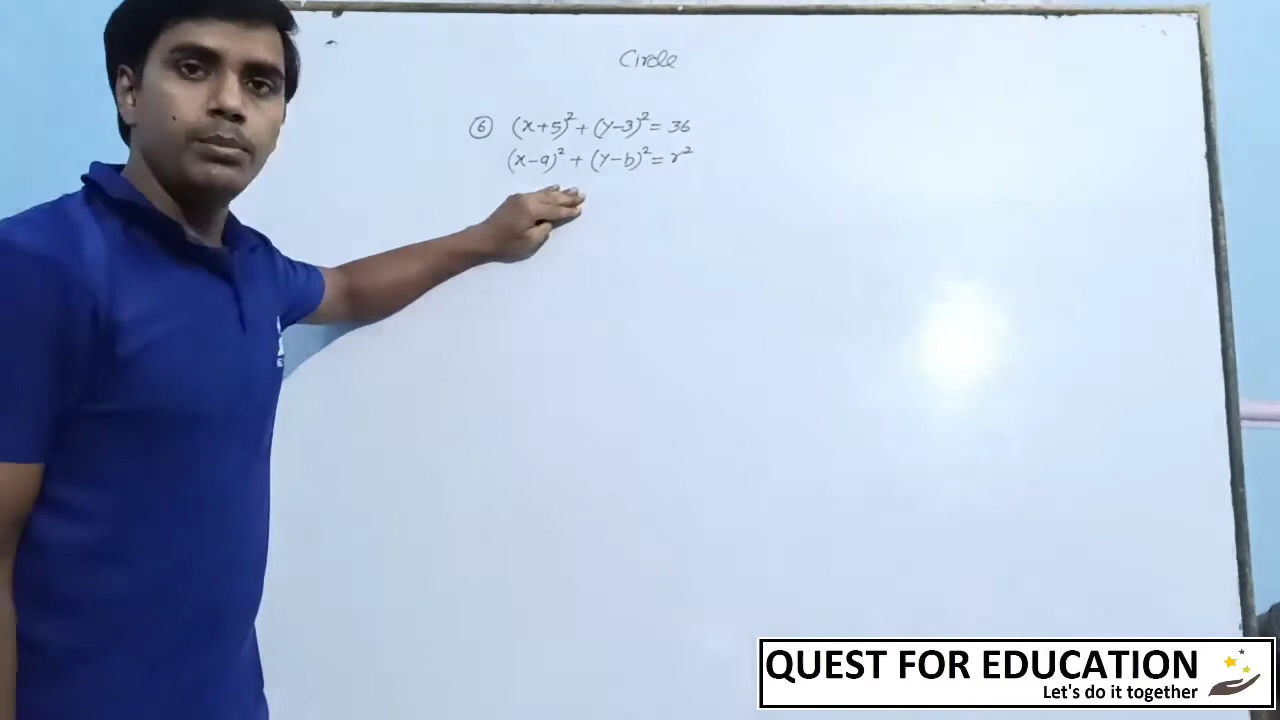 Circle
⑥ (x+5)² + (y-3)² = 36
(x-a)² + (y-b)² = r²
QUEST FOR EDUCATION
Let's do it together